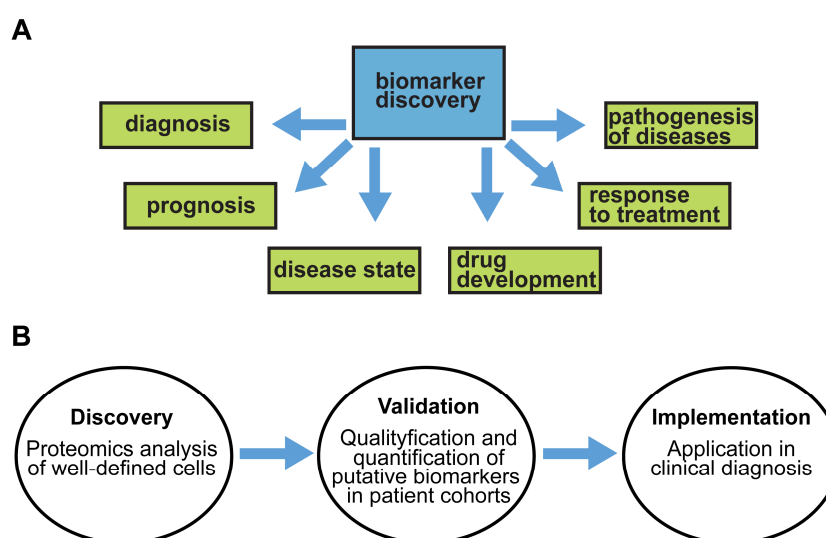 A
biomarker
discovery
diagnosis
pathogenesis
of diseases
prognosis
response
to treatment
disease state
drug
development
B
Discovery
Proteomics analysis
of well-defined cells
Validation
Qualityfication and
quantification of
putative biomarkers
in patient cohorts
Implementation
Application in
clinical diagnosis